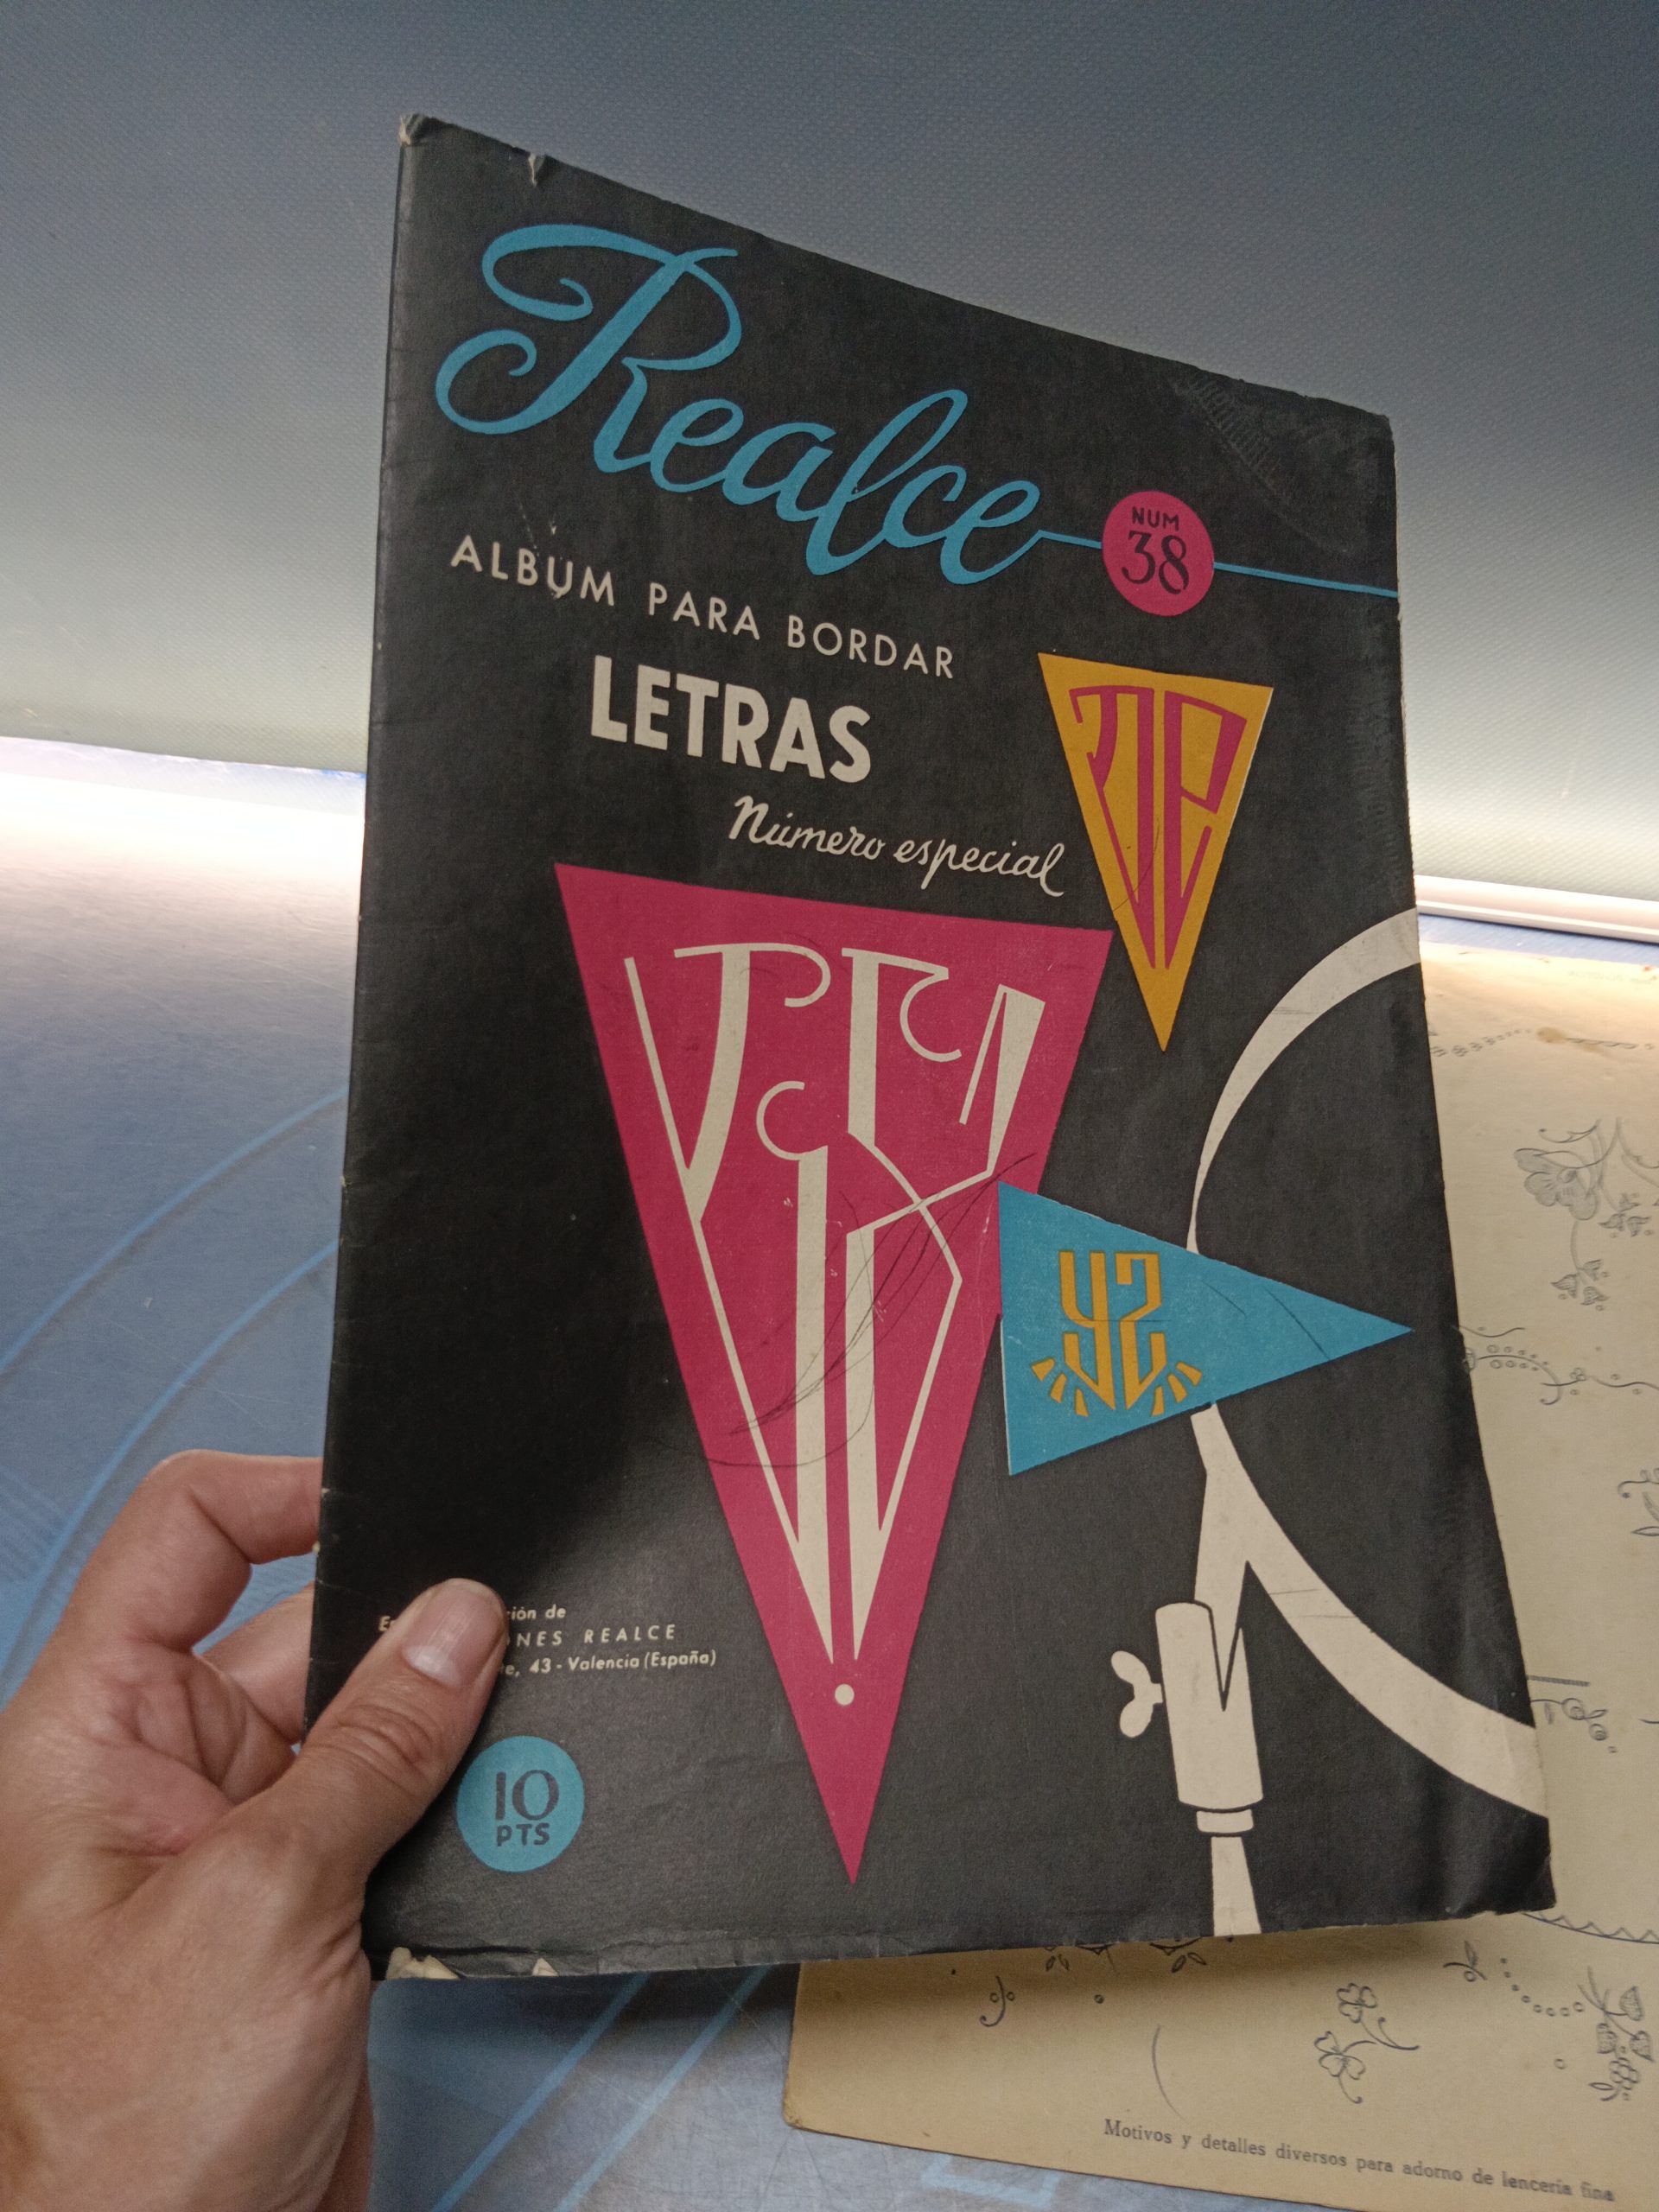 Realce
NUM
38
ALBUM PARA BORDAR
LETRAS
Número especial
YZ
REALCE
43 - Valencia (España)
10
PTS
Motivos y detalles diversos para adorno de lencería fina